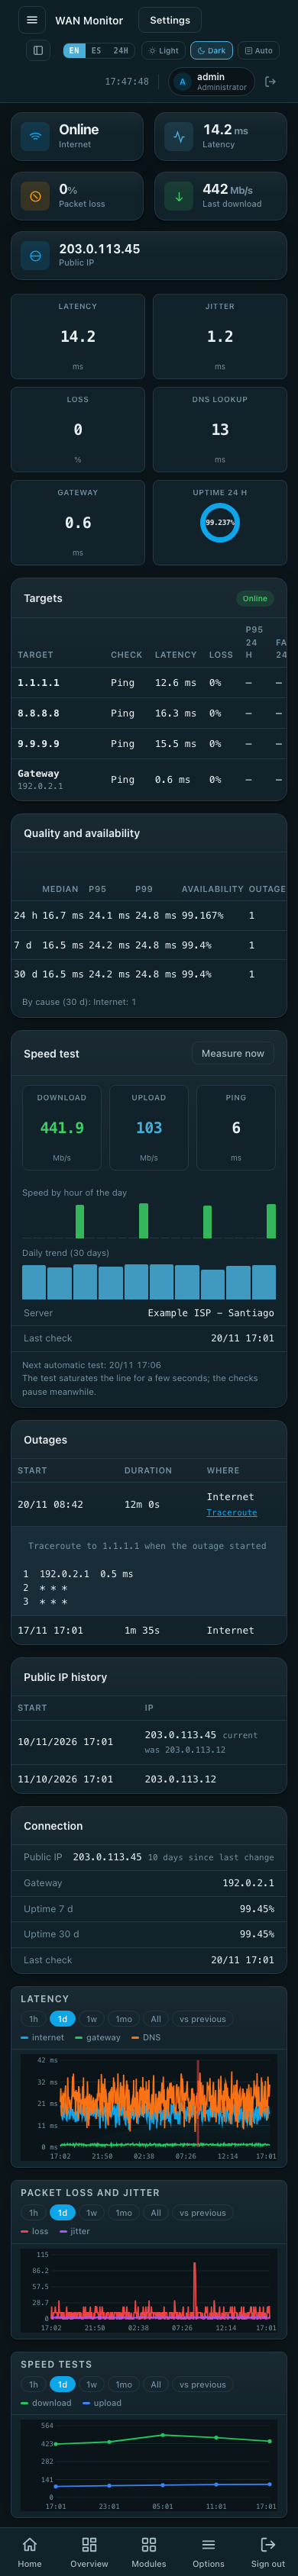 WAN Monitor
Settings
EN ES 24H
Light Dark Auto
17:47:48
A
admin
Administrator
Online
Internet
14.2 ms
Latency
0%
Packet loss
442 Mb/s
Last download
203.0.113.45
Public IP
LATENCY
14.2
ms
JITTER
1.2
ms
LOSS
0
%
DNS LOOKUP
13
ms
GATEWAY
0.6
ms
UPTIME 24 H
99.237%
Targets
Online
TARGET CHECK LATENCY LOSS P95 24 H FA 24
1.1.1.1 Ping 12.6 ms 0% — —
8.8.8.8 Ping 16.3 ms 0% — —
9.9.9.9 Ping 15.5 ms 0% — —
Gateway Ping 0.6 ms 0% — —
192.0.2.1
Quality and availability
MEDIAN P95 P99 AVAILABILITY OUTAGE
24 h 16.7 ms 24.1 ms 24.8 ms 99.167% 1
7 d 16.5 ms 24.2 ms 24.8 ms 99.4% 1
30 d 16.5 ms 24.2 ms 24.8 ms 99.4% 1
By cause (30 d): Internet: 1
Speed test
Measure now
DOWNLOAD
441.9
Mb/s
UPLOAD
103
Mb/s
PING
6
ms
Speed by hour of the day
Daily trend (30 days)
Server Example ISP — Santiago
Last check 20/11 17:01
Next automatic test: 20/11 17:06
The test saturates the line for a few seconds; the checks
pause meanwhile.
Outages
START DURATION WHERE
20/11 08:42 12m 0s Internet
Traceroute
Traceroute to 1.1.1.1 when the outage started
1 192.0.2.1 0.5 ms
2 * * *
3 * * *
17/11 17:01 1m 35s Internet
Public IP history
START IP
10/11/2026 17:01 203.0.113.45 current
was 203.0.113.12
11/10/2026 17:01 203.0.113.12
Connection
Public IP 203.0.113.45 10 days since last change
Gateway 192.0.2.1
Uptime 7 d 99.45%
Uptime 30 d 99.45%
Last check 20/11 17:01
LATENCY
1h 1d 1w 1mo All vs previous
internet gateway DNS
42 ms
32 ms
21 ms
11 ms
0 ms
17:02 21:50 02:38 07:26 12:14 17:01
PACKET LOSS AND JITTER
1h 1d 1w 1mo All vs previous
loss jitter
115
86.2
57.5
28.7
0
17:02 21:50 02:38 07:26 12:14 17:01
SPEED TESTS
1h 1d 1w 1mo All vs previous
download upload
564
423
282
141
0
17:01 23:01 05:01 11:01 17:01
Home Overview Modules Options Sign out